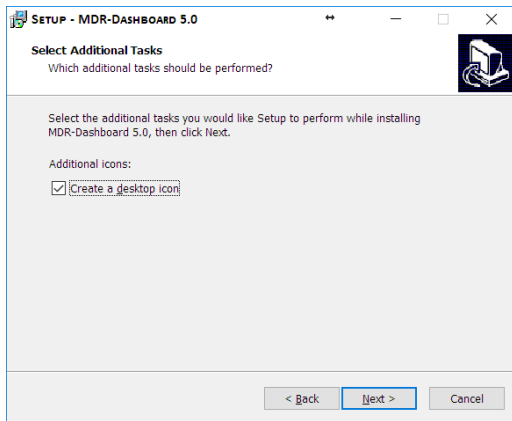 SETUP - MDR-DASHBOARD 5.0
Select Additional Tasks
Which additional tasks should be performed?
Select the additional tasks you would like Setup to perform while installing
MDR-Dashboard 5.0, then click Next.
Additional icons:
Create a desktop icon
< Back Next > Cancel